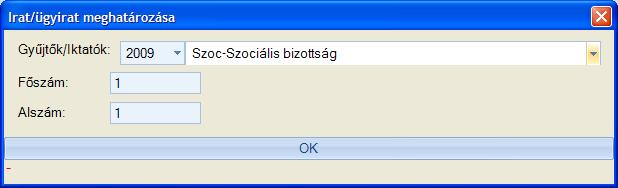 Irat/ügyirat meghatározása
Gyűjtők/Iktatók: 2009 Szoc-Szociális bizottság
Főszám: 1
Alszám: 1
OK
-